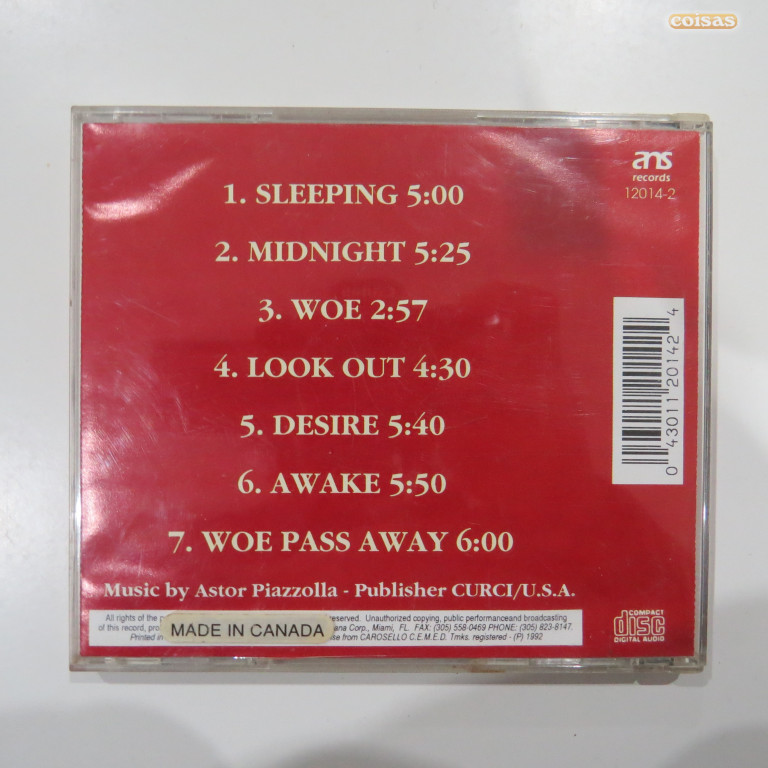 coisas
ans
records
12014-2
1. SLEEPING 5:00
2. MIDNIGHT 5:25
3. WOE 2:57
4. LOOK OUT 4:30
5. DESIRE 5:40
6. AWAKE 5:50
7. WOE PASS AWAY 6:00
0 43011 20142 4
Music by Astor Piazzolla - Publisher CURCI/U.S.A.
All rights of the reserved. Unauthorized copying, public performanceand broadcasting
of this record, ana Corp., Miami, FL. FAX: (305) 558-0469 PHONE: (305) 823-8147.
Printed in from CAROSELLO C.E.M.E.D. Tmks. registered - (P) 1992
MADE IN CANADA
COMPACT
disc
DIGITAL AUDIO